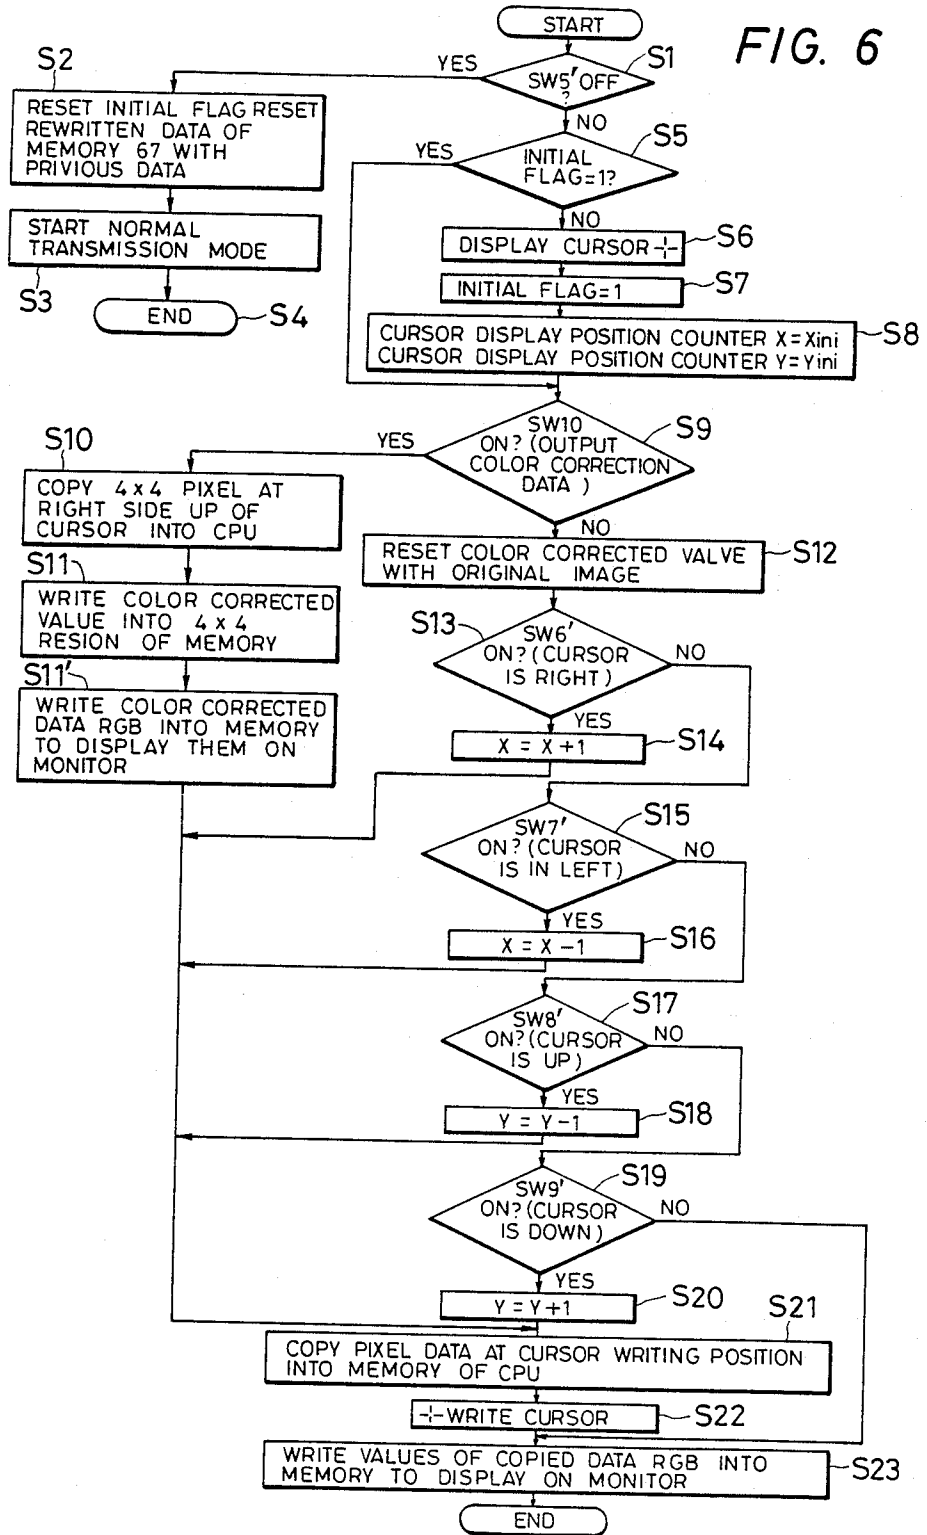 FIG. 6
START
S1
SW5' OFF
?
YES
NO
S2
RESET INITIAL FLAG RESET
REWRITTEN DATA OF
MEMORY 67 WITH
PRIVIOUS DATA
START NORMAL
TRANSMISSION MODE
S3
END
S4
S5
INITIAL
FLAG=1?
YES
NO
DISPLAY CURSOR
S6
INITIAL FLAG=1
S7
CURSOR DISPLAY POSITION COUNTER X=Xini
CURSOR DISPLAY POSITION COUNTER Y=Yini
S8
SW10
ON? (OUTPUT
COLOR CORRECTION
DATA)
S9
YES
NO
S10
COPY 4×4 PIXEL AT
RIGHT SIDE UP OF
CURSOR INTO CPU
S11
WRITE COLOR CORRECTED
VALUE INTO 4×4
RESION OF MEMORY
S11'
WRITE COLOR CORRECTED
DATA RGB INTO MEMORY
TO DISPLAY THEM ON
MONITOR
RESET COLOR CORRECTED VALVE
WITH ORIGINAL IMAGE
S12
S13
SW6'
ON? (CURSOR
IS RIGHT)
NO
YES
X = X+1
S14
S15
SW7'
ON? (CURSOR
IS IN LEFT)
NO
YES
X = X-1
S16
S17
SW8'
ON? (CURSOR
IS UP)
NO
YES
Y = Y-1
S18
S19
SW9'
ON? (CURSOR
IS DOWN)
NO
YES
Y = Y+1
S20
S21
COPY PIXEL DATA AT CURSOR WRITING POSITION
INTO MEMORY OF CPU
WRITE CURSOR
S22
WRITE VALUES OF COPIED DATA RGB INTO
MEMORY TO DISPLAY ON MONITOR
S23
END